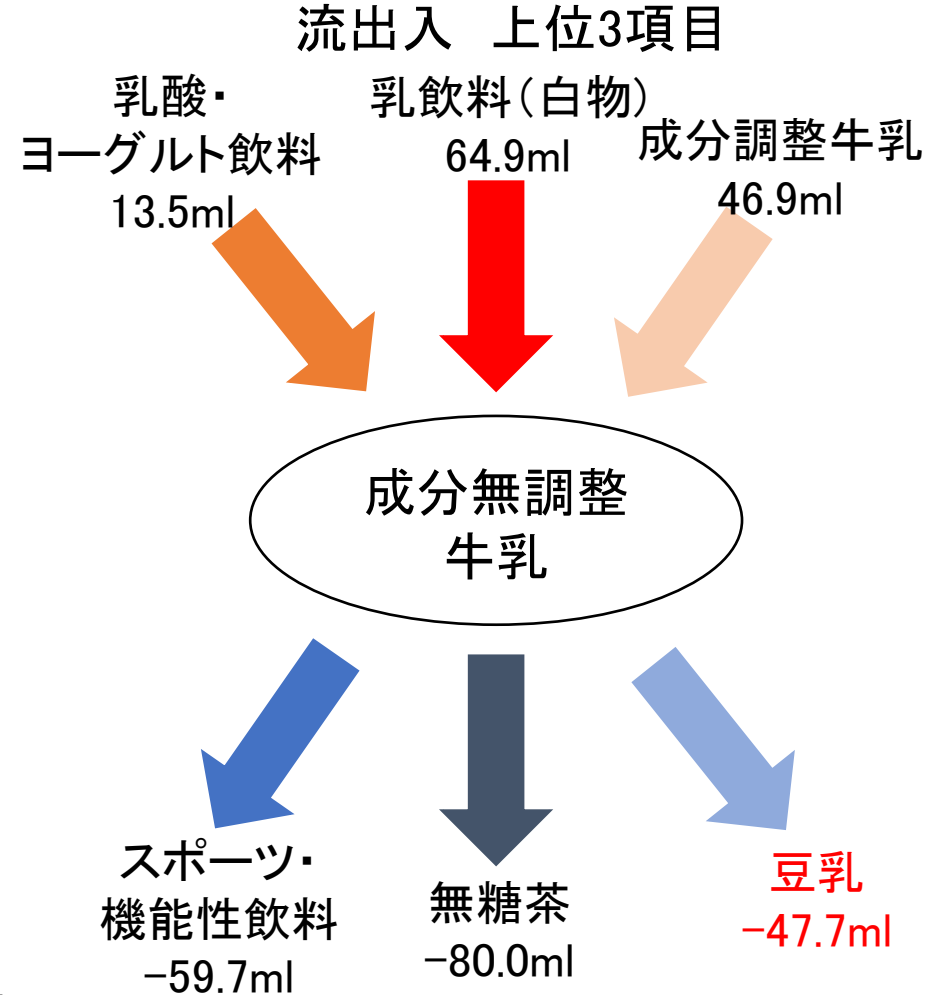 流出入　上位3項目
乳酸・
ヨーグルト飲料
13.5ml
乳飲料（白物）
64.9ml
成分調整牛乳
46.9ml
成分無調整
牛乳
スポーツ・
機能性飲料
−59.7ml
無糖茶
−80.0ml
豆乳
−47.7ml